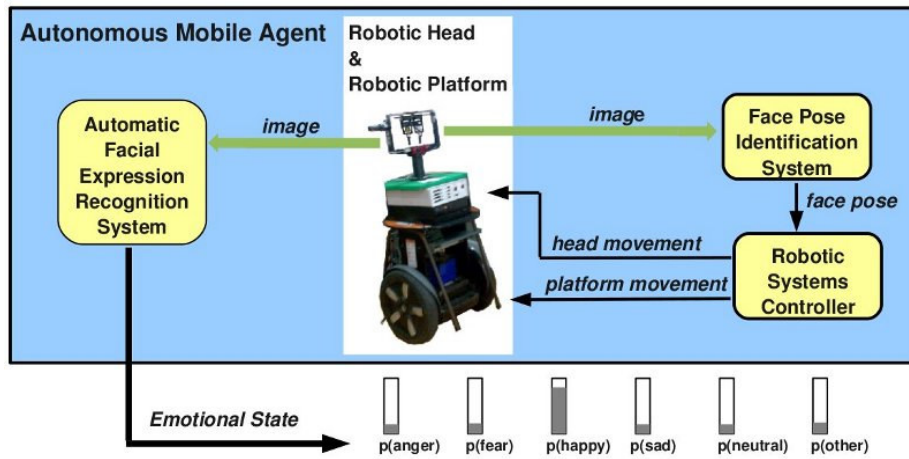 Autonomous Mobile Agent
Robotic Head
&
Robotic Platform
Automatic
Facial
Expression
Recognition
System
image
image
Face Pose
Identification
System
face pose
head movement
platform movement
Robotic
Systems
Controller
Emotional State
p(anger) p(fear) p(happy) p(sad) p(neutral) p(other)